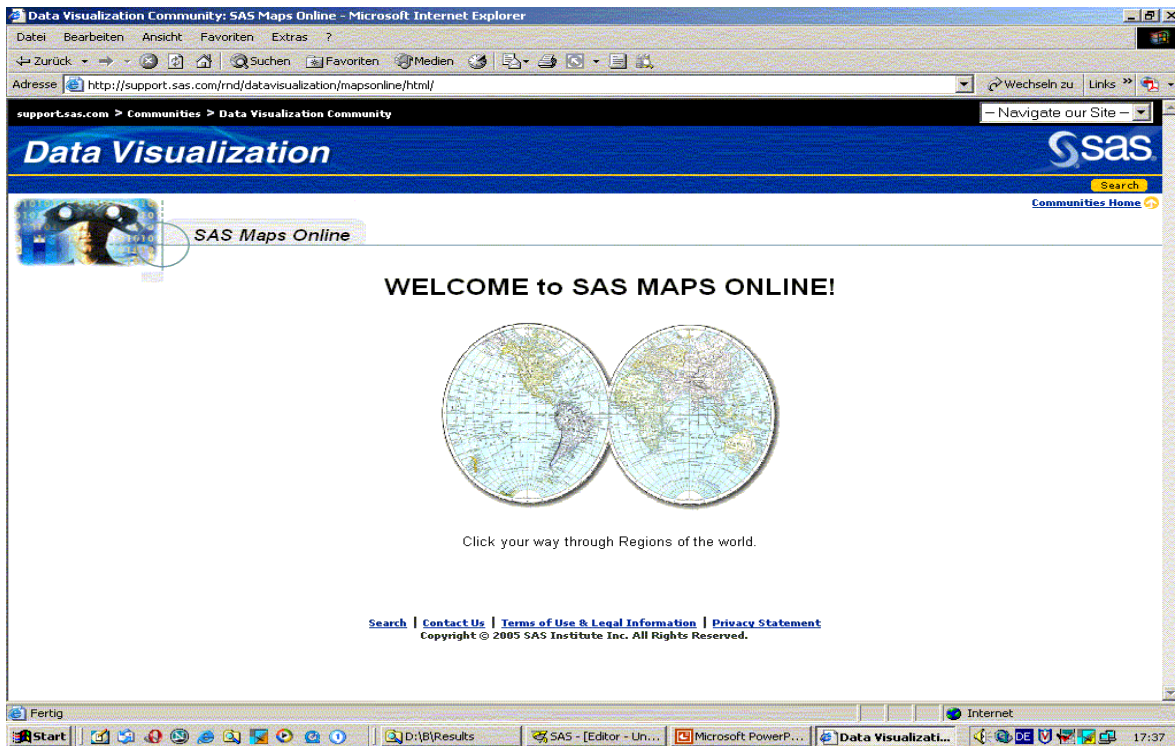 Data Visualization Community: SAS Maps Online - Microsoft Internet Explorer
Datei Bearbeiten Ansicht Favoriten Extras ?
Zurück Suchen Favoriten Medien
Adresse http://support.sas.com/rnd/datavisualization/mapsonline/html/ Wechseln zu Links »
support.sas.com > Communities > Data Visualization Community – Navigate our Site –
Data Visualization sas.
Search
Communities Home
SAS Maps Online
WELCOME to SAS MAPS ONLINE!
Click your way through Regions of the world.
Search | Contact Us | Terms of Use & Legal Information | Privacy Statement
Copyright © 2005 SAS Institute Inc. All Rights Reserved.
Fertig Internet
Start D:\B\Results SAS - [Editor - Un... Microsoft PowerP... Data Visualizati... DE 17:37